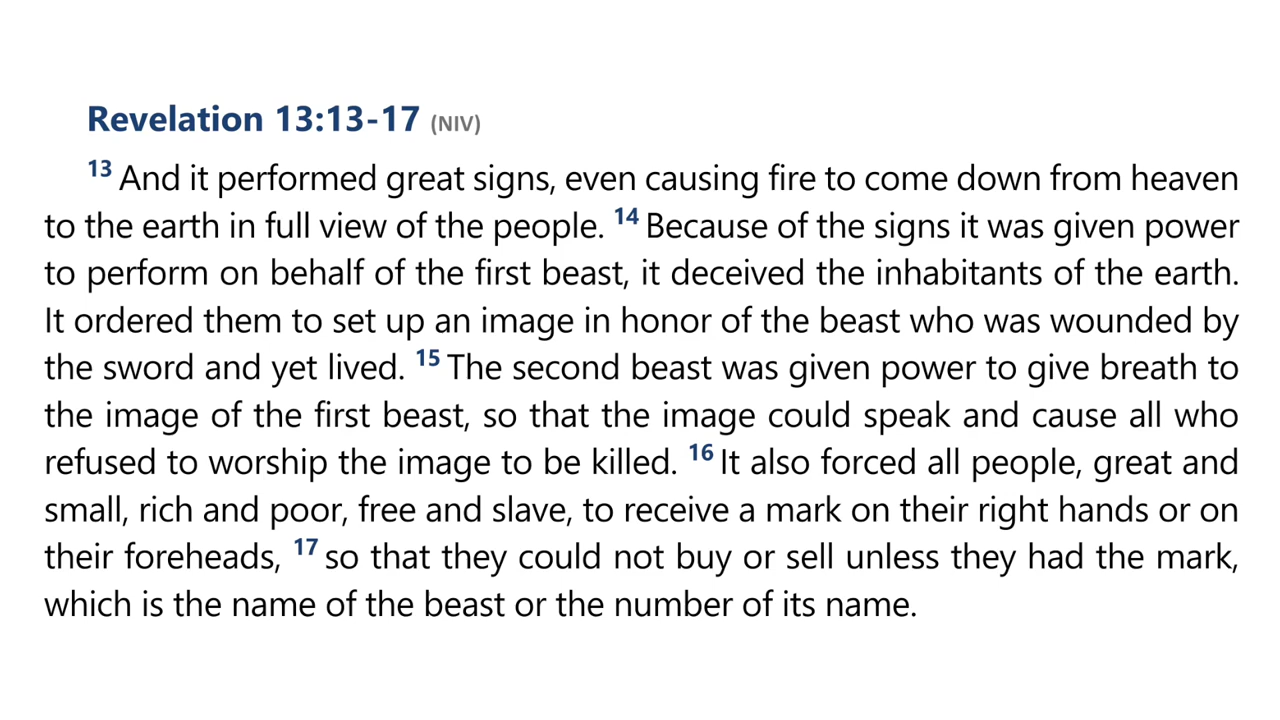 Revelation 13:13-17 (NIV)
13 And it performed great signs, even causing fire to come down from heaven
to the earth in full view of the people. 14 Because of the signs it was given power
to perform on behalf of the first beast, it deceived the inhabitants of the earth.
It ordered them to set up an image in honor of the beast who was wounded by
the sword and yet lived. 15 The second beast was given power to give breath to
the image of the first beast, so that the image could speak and cause all who
refused to worship the image to be killed. 16 It also forced all people, great and
small, rich and poor, free and slave, to receive a mark on their right hands or on
their foreheads, 17 so that they could not buy or sell unless they had the mark,
which is the name of the beast or the number of its name.